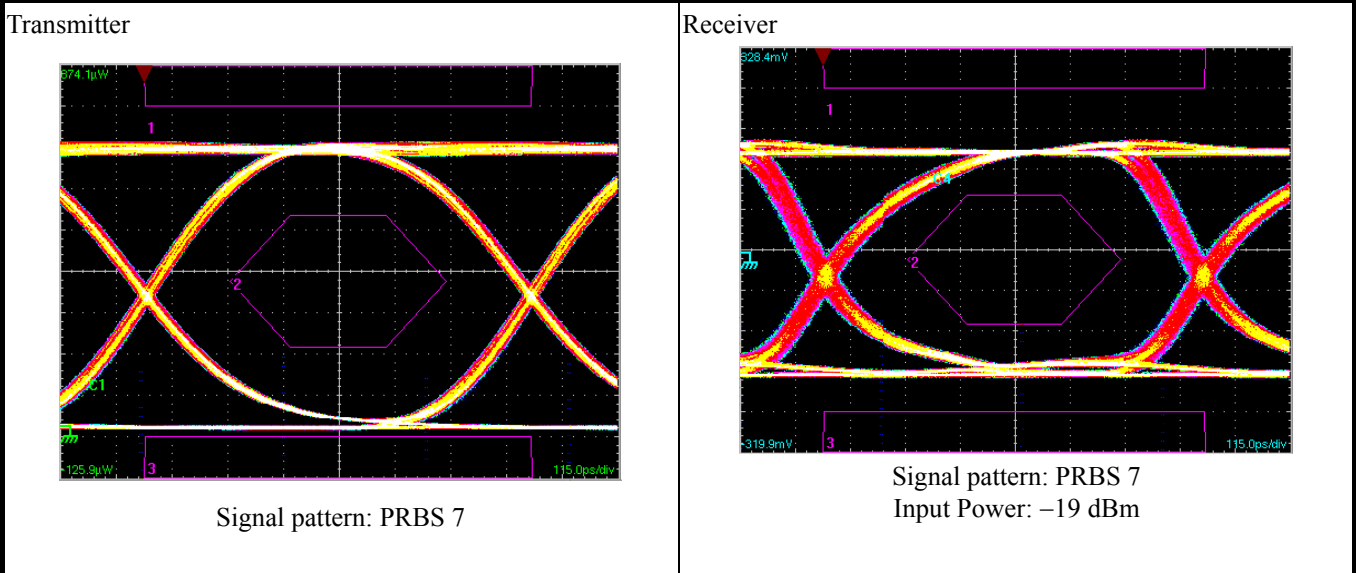 Transmitter
874.1µW
1
2
C1
-125.9µW
3
115.0ps/div
Signal pattern: PRBS 7
Receiver
828.4mV
1
C4
2
-319.9mV
3
115.0ps/div
Signal pattern: PRBS 7
Input Power: –19 dBm